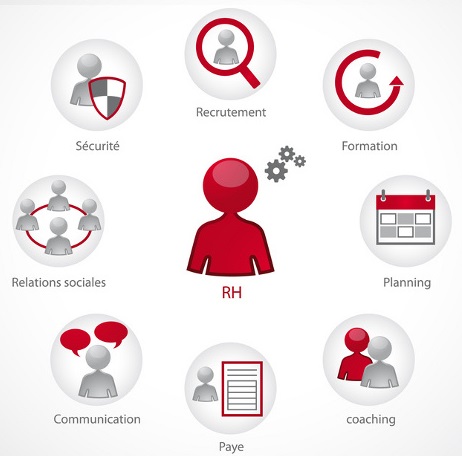 Recrutement
Sécurité
Formation
Relations sociales
RH
Planning
Communication
coaching
Paye